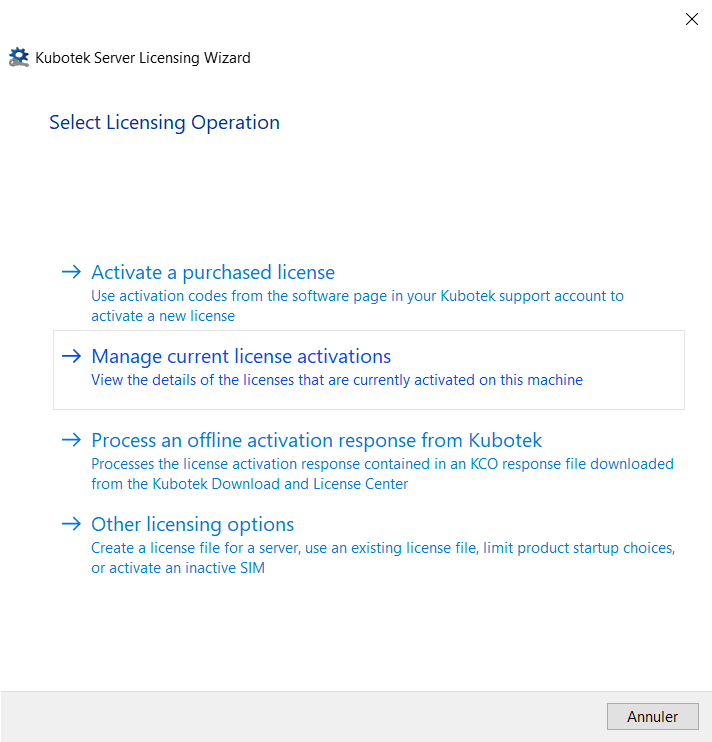 Kubotek Server Licensing Wizard
Select Licensing Operation
Activate a purchased license
Use activation codes from the software page in your Kubotek support account to
activate a new license
Manage current license activations
View the details of the licenses that are currently activated on this machine
Process an offline activation response from Kubotek
Processes the license activation response contained in an KCO response file downloaded
from the Kubotek Download and License Center
Other licensing options
Create a license file for a server, use an existing license file, limit product startup choices,
or activate an inactive SIM
Annuler